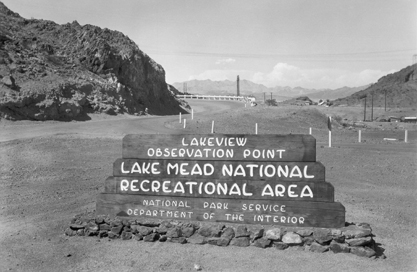 LAKEVIEW
OBSERVATION POINT
LAKE MEAD NATIONAL
RECREATIONAL AREA
NATIONAL PARK SERVICE
DEPARTMENT OF THE INTERIOR